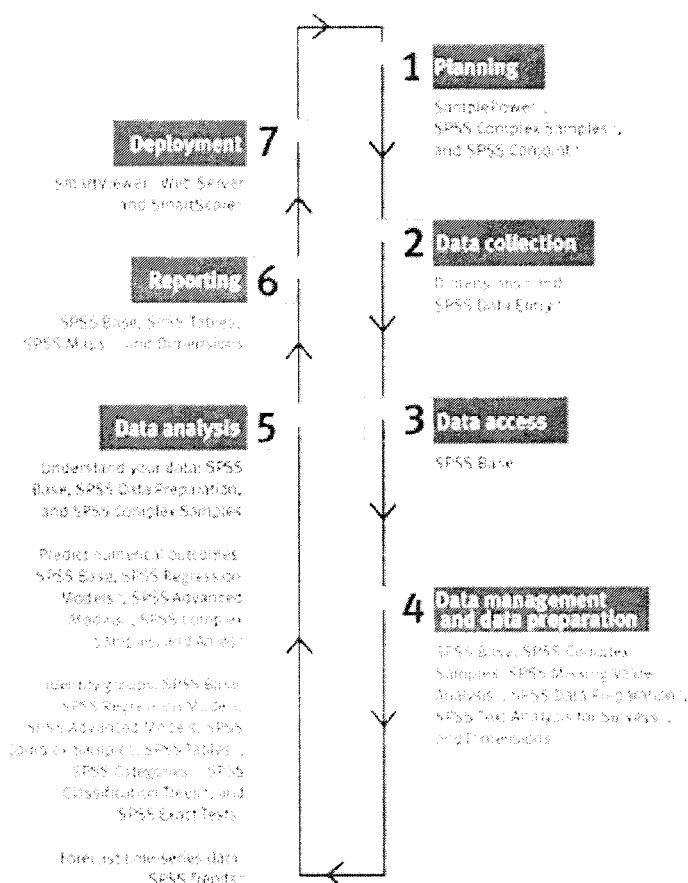 1 Planning
SamplePower,
SPSS Complex Samples,
and SPSS Conjoint
2 Data collection
Dimensions and
SPSS Data Entry
3 Data access
SPSS Base
4 Data management
and data preparation
SPSS Base, SPSS Complex
Samples, SPSS Missing Value
Analysis, SPSS Data Preparation,
SPSS Text Analysis for Surveys,
and Dimensions
5 Data analysis
Understand your data: SPSS
Base, SPSS Data Preparation,
and SPSS Complex Samples
Predict numerical outcomes:
SPSS Base, SPSS Regression
Models, SPSS Advanced
Models, SPSS Complex
Samples, and
Identify groups: SPSS Base,
SPSS Regression Models,
SPSS Advanced Models, SPSS
Complex Samples, SPSS Tables,
SPSS Categories, SPSS
Classification Trees, and
SPSS Exact Tests
Forecast time-series data:
SPSS Trends
6 Reporting
SPSS Base, SPSS Tables,
SPSS Maps, and Dimensions
7 Deployment
SmartViewer Web Server
and SmartScore